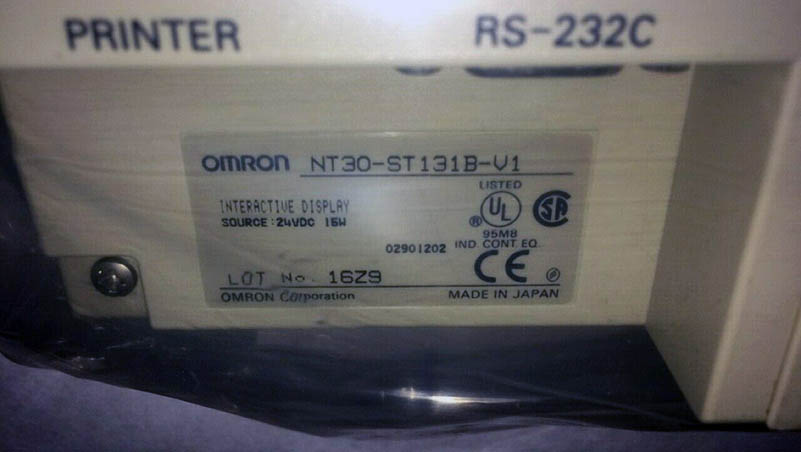 PRINTER RS-232C
OMRON NT30-ST131B-V1
LISTED
INTERACTIVE DISPLAY
SOURCE:24VDC 15W
UL ® SA
95M8
02901202 IND. CONT. EQ.
CE
LOT No. 16Z9
OMRON Corporation MADE IN JAPAN